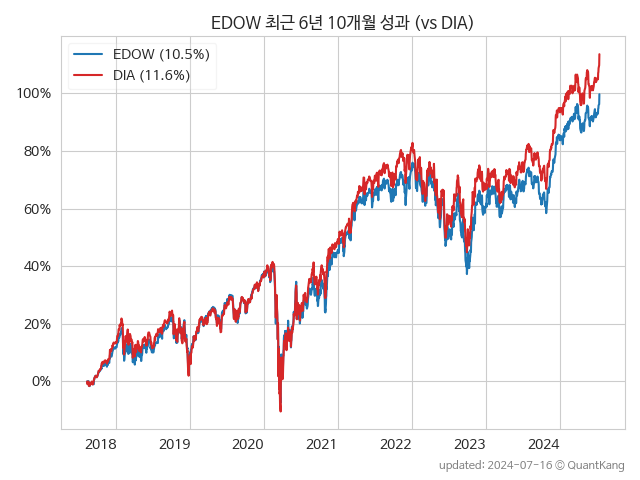 EDOW 최근 6년 10개월 성과 (vs DIA)
EDOW (10.5%)
DIA (11.6%)
100%
80%
60%
40%
20%
0%
2018 2019 2020 2021 2022 2023 2024
updated: 2024-07-16 © QuantKang